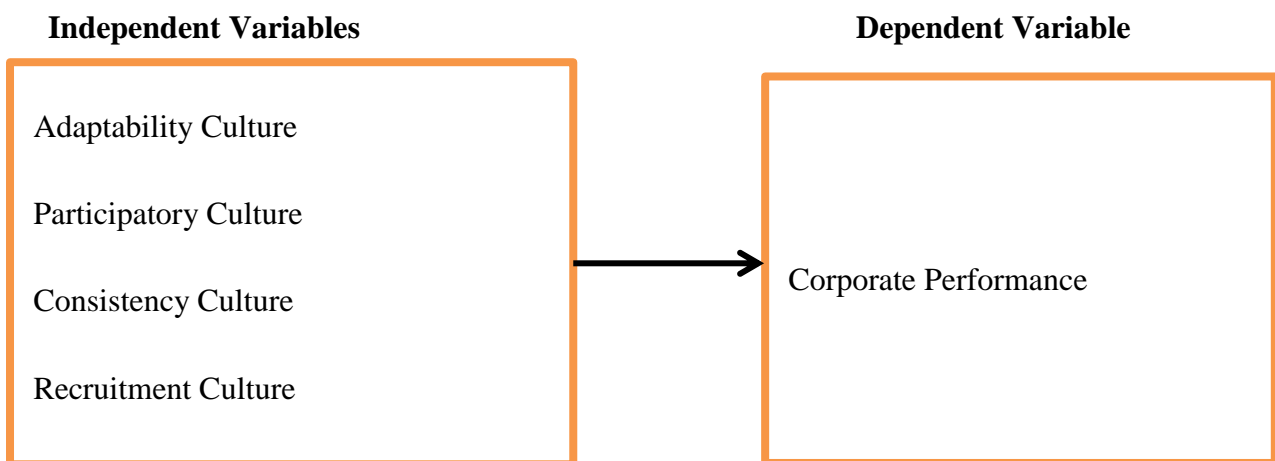 Independent Variables
Dependent Variable
Adaptability Culture
Participatory Culture
Consistency Culture
Recruitment Culture
Corporate Performance